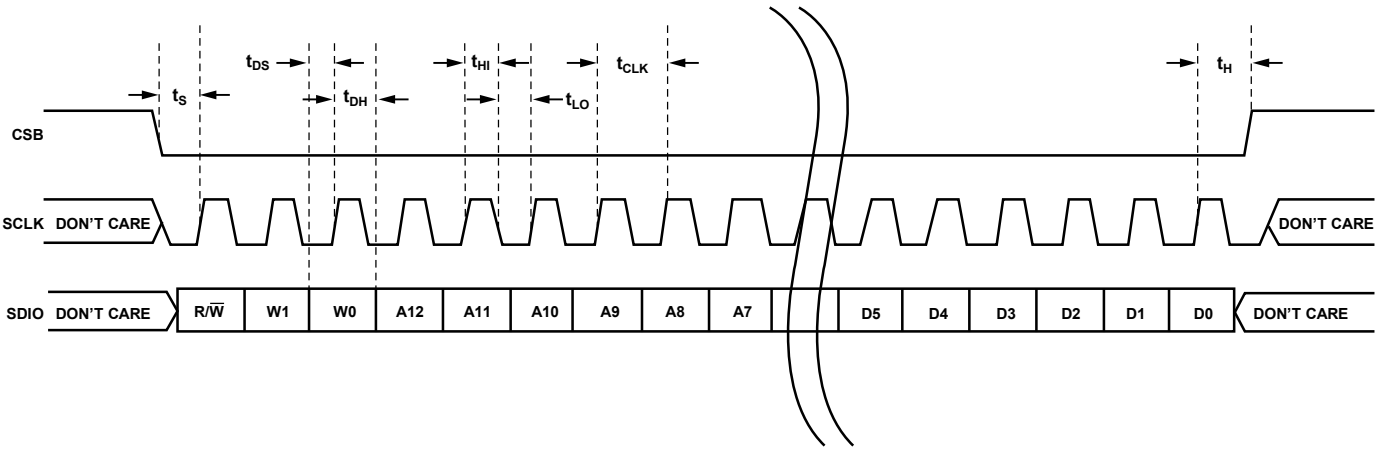 tDS
tHI
tCLK
tH
tS
tDH
tLO
CSB
SCLK DON'T CARE
DON'T CARE
SDIO DON'T CARE R/W̅ W1 W0 A12 A11 A10 A9 A8 A7 D5 D4 D3 D2 D1 D0 DON'T CARE